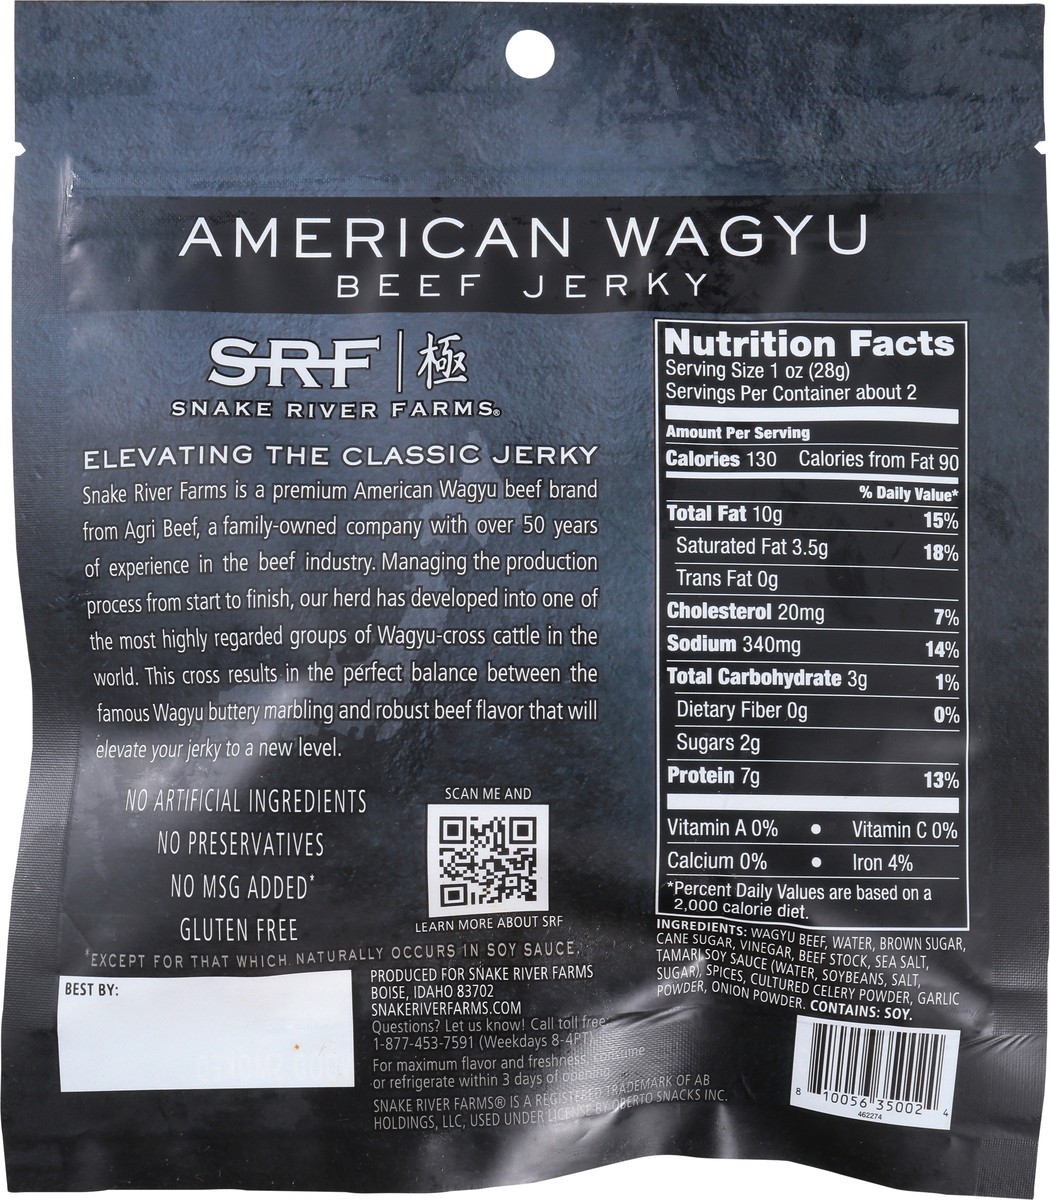 AMERICAN WAGYU
BEEF JERKY
SRF | 極
SNAKE RIVER FARMS®
ELEVATING THE CLASSIC JERKY
Snake River Farms is a premium American Wagyu beef brand
from Agri Beef, a family-owned company with over 50 years
of experience in the beef industry. Managing the production
process from start to finish, our herd has developed into one of
the most highly regarded groups of Wagyu-cross cattle in the
world. This cross results in the perfect balance between the
famous Wagyu buttery marbling and robust beef flavor that will
elevate your jerky to a new level.
NO ARTIFICIAL INGREDIENTS
NO PRESERVATIVES
NO MSG ADDED*
GLUTEN FREE
*EXCEPT FOR THAT WHICH NATURALLY OCCURS IN SOY SAUCE.
SCAN ME AND
LEARN MORE ABOUT SRF
BEST BY:
PRODUCED FOR SNAKE RIVER FARMS
BOISE, IDAHO 83702
SNAKERIVERFARMS.COM
Questions? Let us know! Call toll free:
1-877-453-7591 (Weekdays 8-4PT)
For maximum flavor and freshness, consume
or refrigerate within 3 days of opening.
SNAKE RIVER FARMS® IS A REGISTERED TRADEMARK OF AB
HOLDINGS, LLC, USED UNDER LICENSE BY OBERTO SNACKS INC.
Nutrition Facts
Serving Size 1 oz (28g)
Servings Per Container about 2
Amount Per Serving
Calories 130 Calories from Fat 90
% Daily Value*
Total Fat 10g 15%
Saturated Fat 3.5g 18%
Trans Fat 0g
Cholesterol 20mg 7%
Sodium 340mg 14%
Total Carbohydrate 3g 1%
Dietary Fiber 0g 0%
Sugars 2g
Protein 7g 13%
Vitamin A 0% • Vitamin C 0%
Calcium 0% • Iron 4%
*Percent Daily Values are based on a
2,000 calorie diet.
INGREDIENTS: WAGYU BEEF, WATER, BROWN SUGAR,
CANE SUGAR, VINEGAR, BEEF STOCK, SEA SALT,
TAMARI SOY SAUCE (WATER, SOYBEANS, SALT,
SUGAR), SPICES, CULTURED CELERY POWDER, GARLIC
POWDER, ONION POWDER. CONTAINS: SOY.
8 10056 35002 4
462274